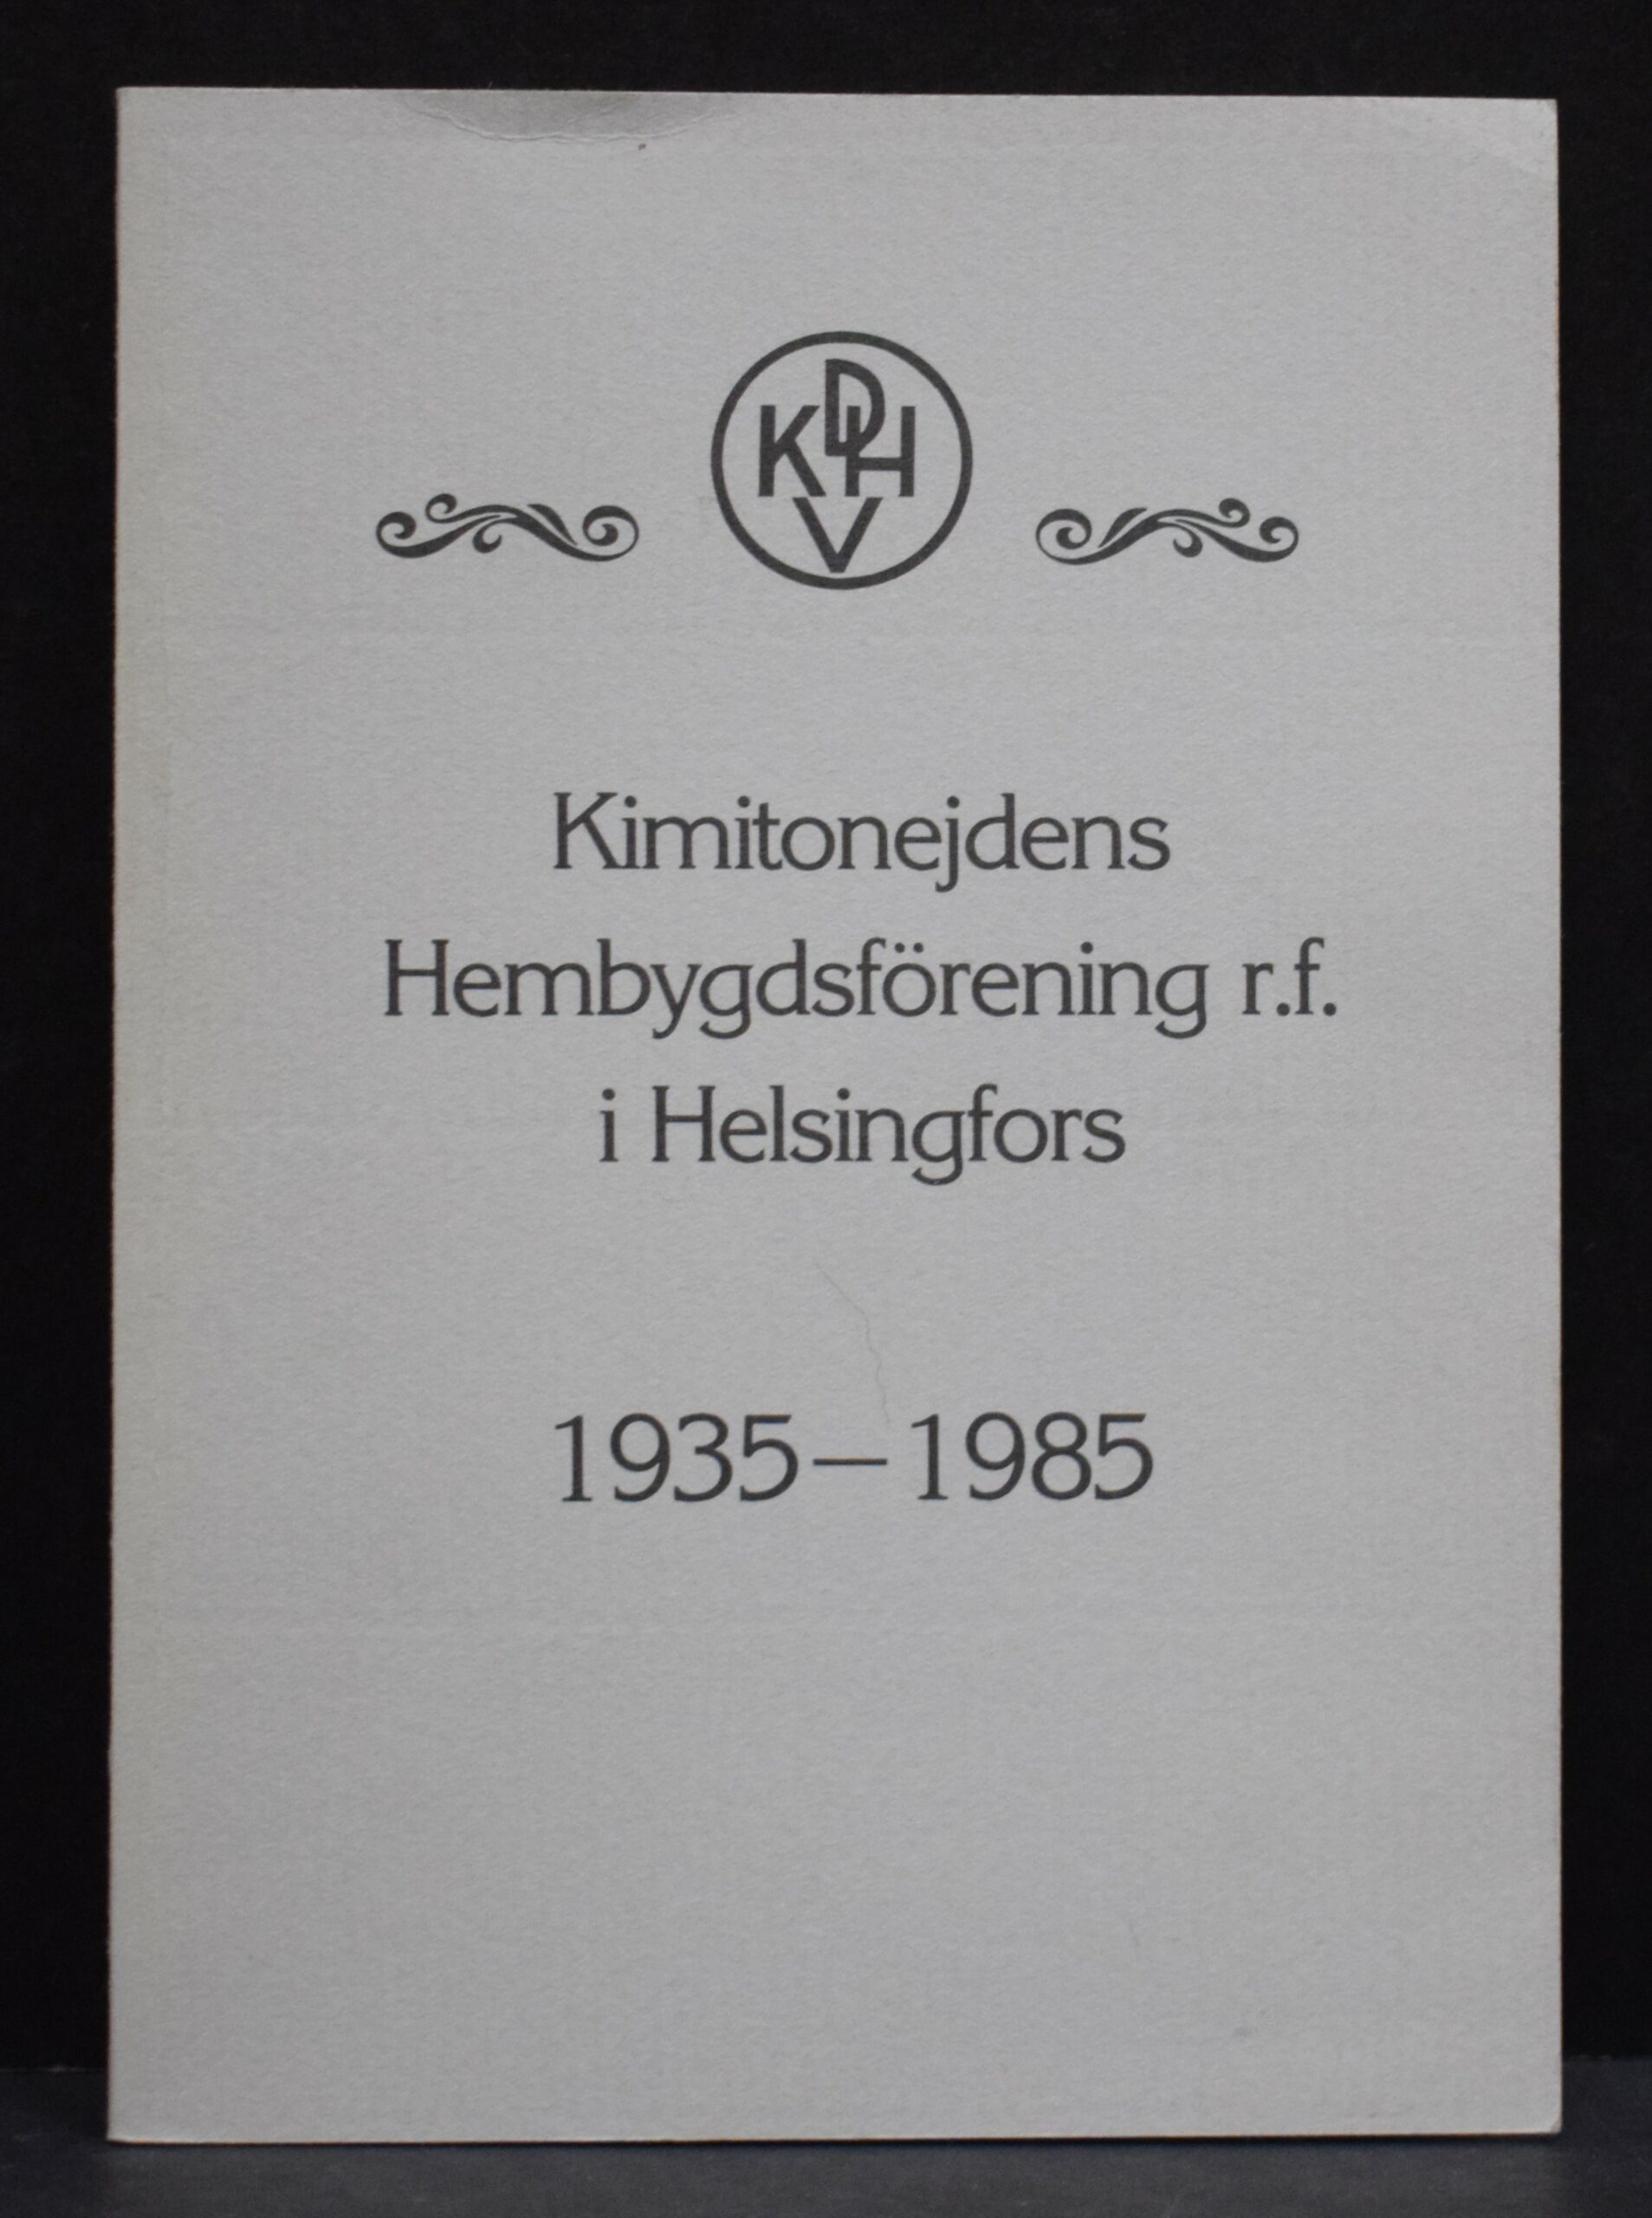 KDHV
Kimitonejdens
Hembygdsförening r.f.
i Helsingfors
1935–1985